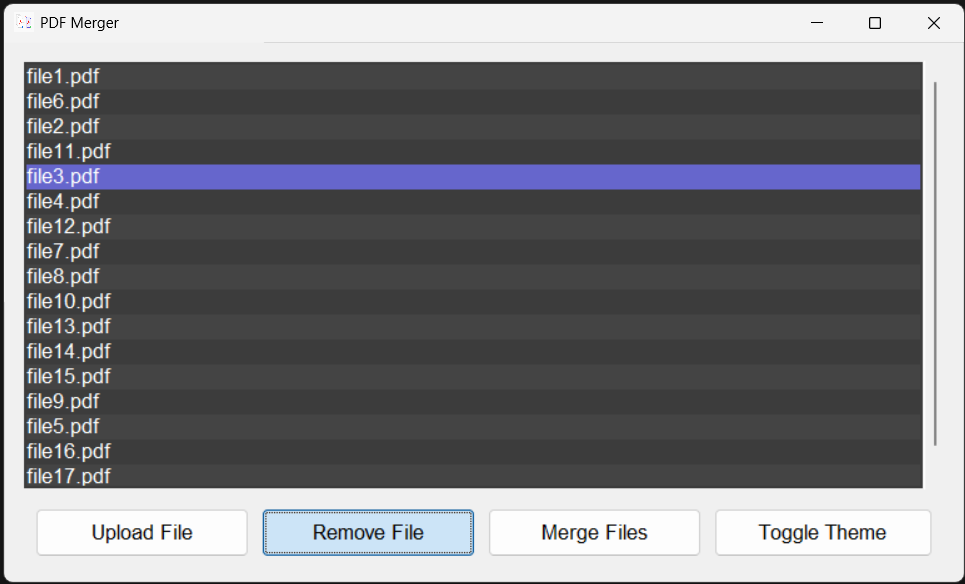 PDF Merger
file1.pdf
file6.pdf
file2.pdf
file11.pdf
file3.pdf
file4.pdf
file12.pdf
file7.pdf
file8.pdf
file10.pdf
file13.pdf
file14.pdf
file15.pdf
file9.pdf
file5.pdf
file16.pdf
file17.pdf
Upload File Remove File Merge Files Toggle Theme